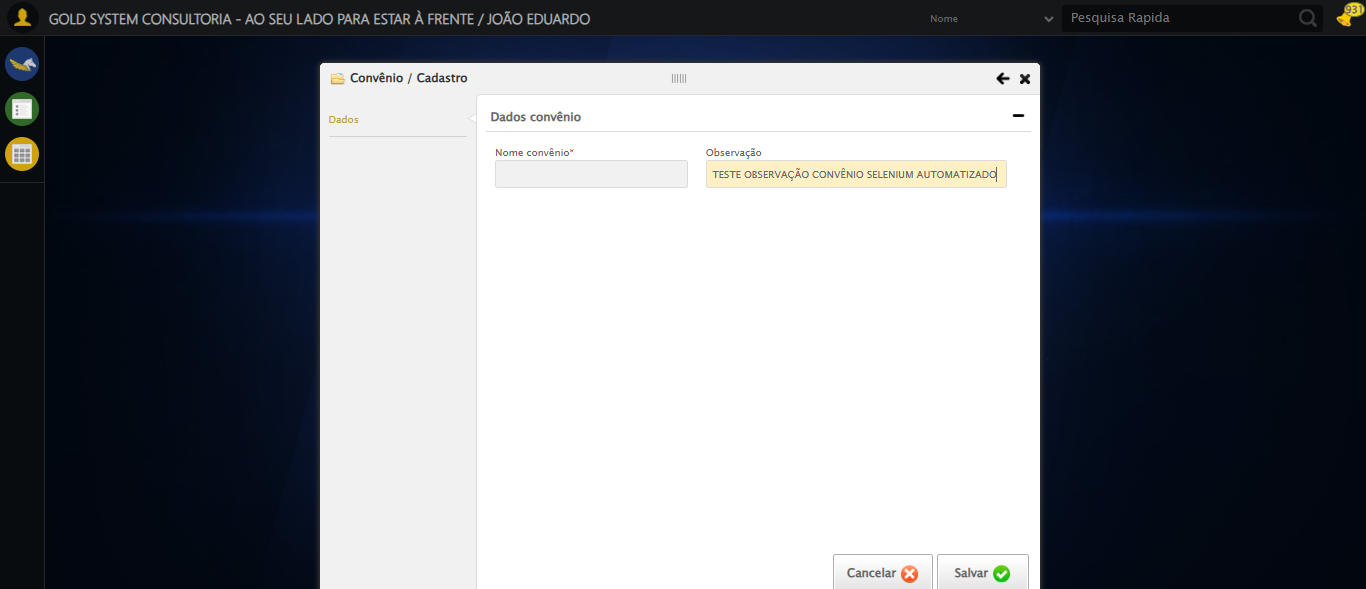 GOLD SYSTEM CONSULTORIA - AO SEU LADO PARA ESTAR À FRENTE / JOÃO EDUARDO
Nome
Pesquisa Rapida
931
Convênio / Cadastro
Dados
Dados convênio
Nome convênio*
Observação
TESTE OBSERVAÇÃO CONVÊNIO SELENIUM AUTOMATIZADO
Cancelar
Salvar